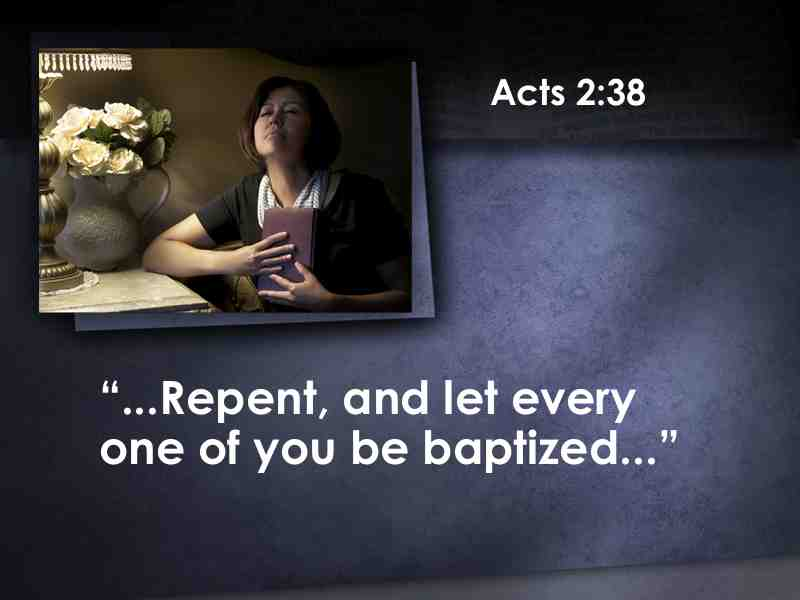 Acts 2:38
“...Repent, and let every
one of you be baptized...”